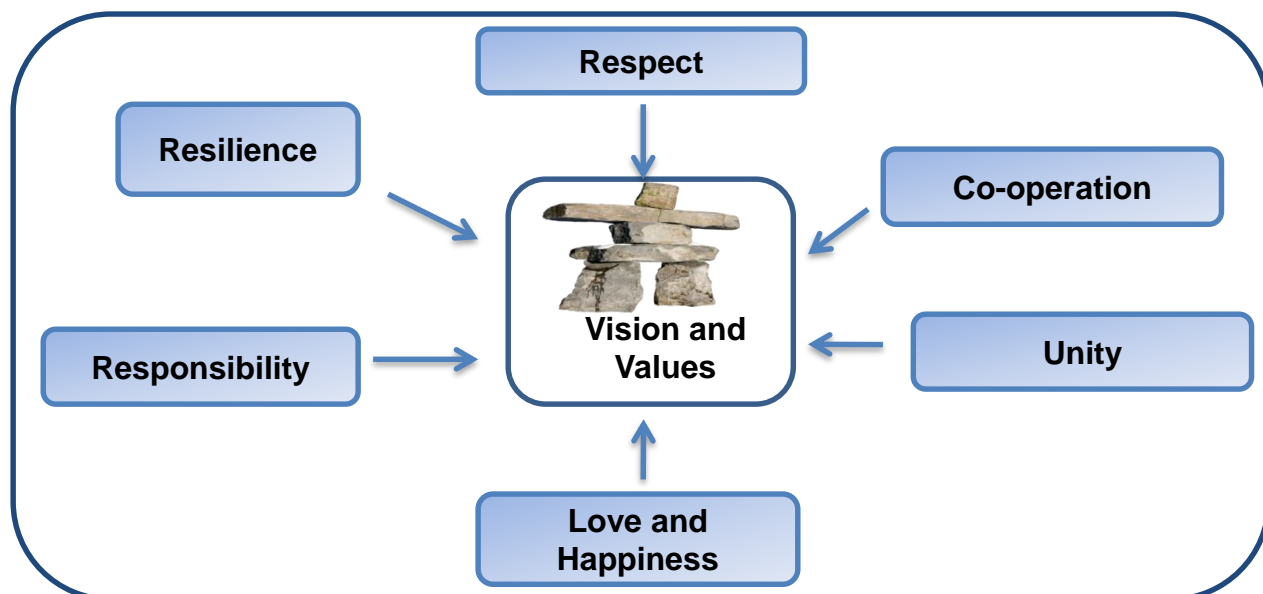 Respect
Resilience
Co-operation
Vision and
Values
Responsibility
Unity
Love and
Happiness